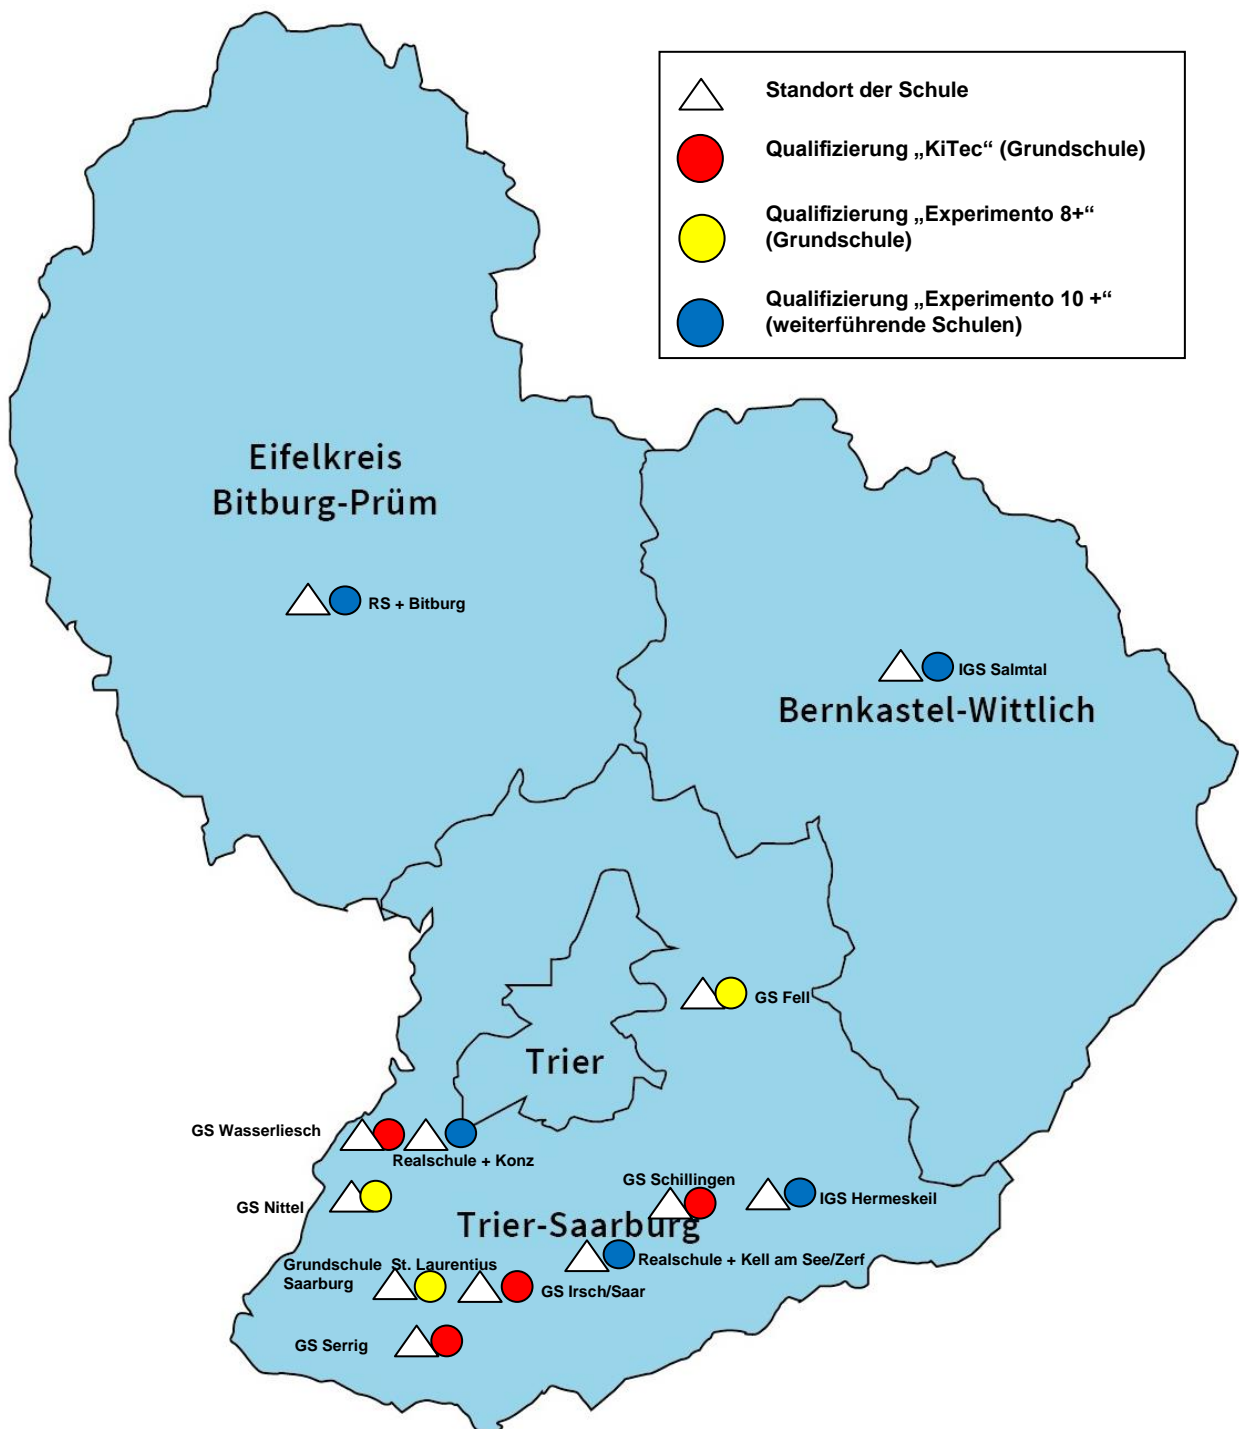 Standort der Schule
Qualifizierung „KiTec“ (Grundschule)
Qualifizierung „Experimento 8+“
(Grundschule)
Qualifizierung „Experimento 10 +“
(weiterführende Schulen)
Eifelkreis
Bitburg-Prüm
RS + Bitburg
IGS Salmtal
Bernkastel-Wittlich
GS Fell
Trier
GS Wasserliesch
Realschule + Konz
GS Schillingen
IGS Hermeskeil
GS Nittel
Trier-Saarburg
Realschule + Kell am See/Zerf
Grundschule St. Laurentius
Saarburg
GS Irsch/Saar
GS Serrig